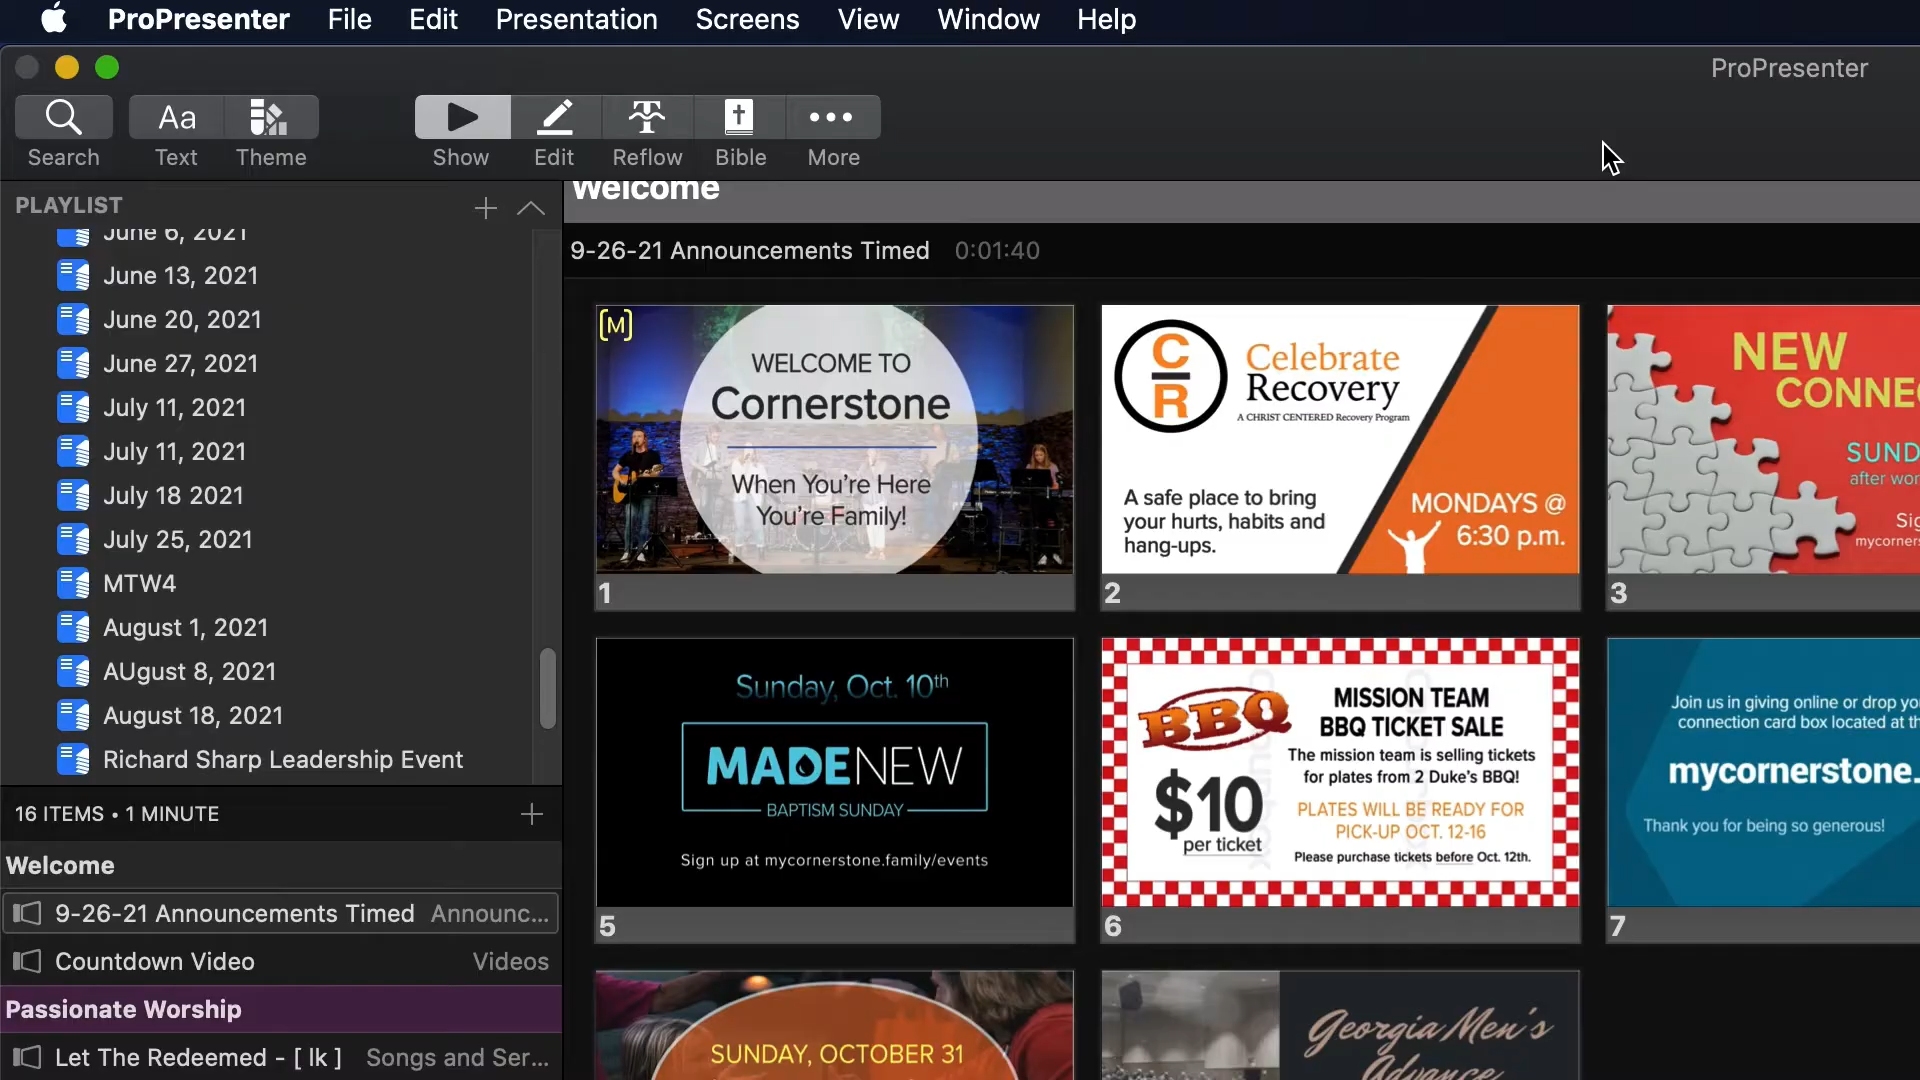 ProPresenter File Edit Presentation Screens View Window Help
ProPresenter
Aa
Search Text Theme Show Edit Reflow Bible More
PLAYLIST
June 6, 2021
June 13, 2021
June 20, 2021
June 27, 2021
July 11, 2021
July 11, 2021
July 18 2021
July 25, 2021
MTW4
August 1, 2021
AUgust 8, 2021
August 18, 2021
Richard Sharp Leadership Event
16 ITEMS • 1 MINUTE
Welcome
9-26-21 Announcements Timed Announc...
Countdown Video Videos
Passionate Worship
Let The Redeemed - [ lk ] Songs and Ser...
Welcome
9-26-21 Announcements Timed 0:01:40
[M]
WELCOME TO
Cornerstone
When You're Here
You're Family!
1
CR
Celebrate
Recovery
A CHRIST CENTERED Recovery Program
A safe place to bring
your hurts, habits and
hang-ups.
MONDAYS @
6:30 p.m.
2
NEW
CONNE
SUND
after wor
Sig
mycorners
3
Sunday, Oct. 10th
MADENEW
BAPTISM SUNDAY
Sign up at mycornerstone.family/events
5
BBQ
$10
per ticket
MISSION TEAM
BBQ TICKET SALE
The mission team is selling tickets
for plates from 2 Duke's BBQ!
PLATES WILL BE READY FOR
PICK-UP OCT. 12-16
Please purchase tickets before Oct. 12th.
6
Join us in giving online or drop yo
connection card box located at th
mycornerstone.
Thank you for being so generous!
7
SUNDAY, OCTOBER 31
Georgia Men's
Advance